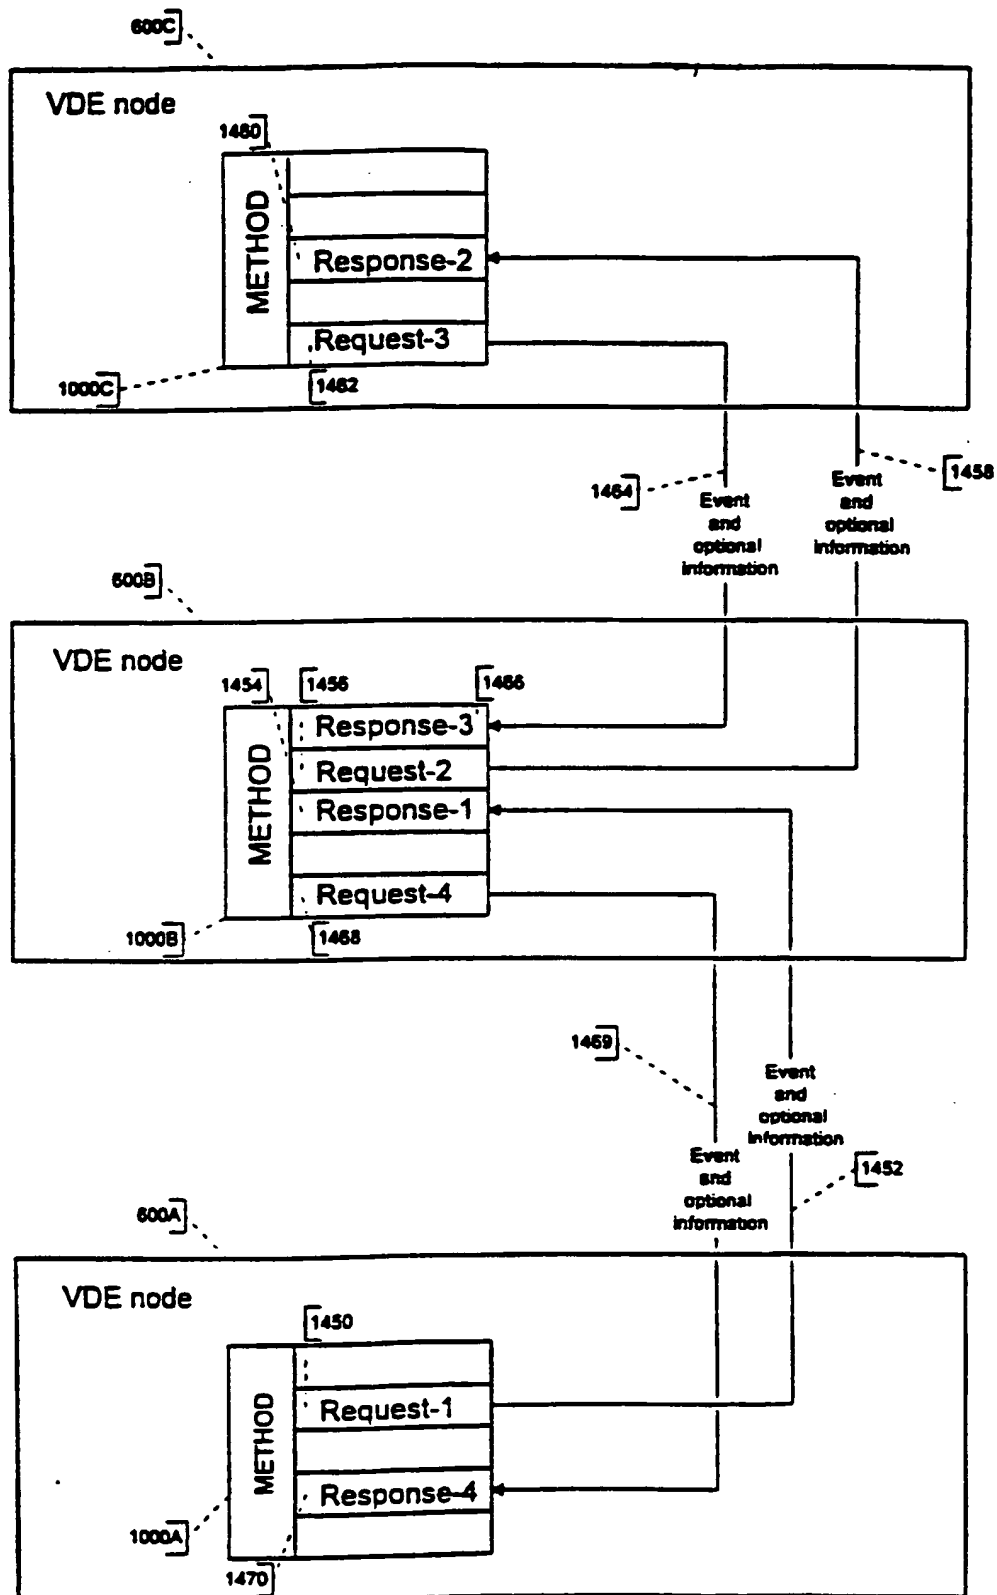 600C
VDE node
1460
METHOD
Response-2
Request-3
1000C
1462
1464
1458
Event
and
optional
information
Event
and
optional
information
600B
VDE node
1454
1456
1466
METHOD
Response-3
Request-2
Response-1
Request-4
1000B
1468
1469
Event
and
optional
information
Event
and
optional
information
1452
600A
VDE node
1450
METHOD
Request-1
Response-4
1000A
1470